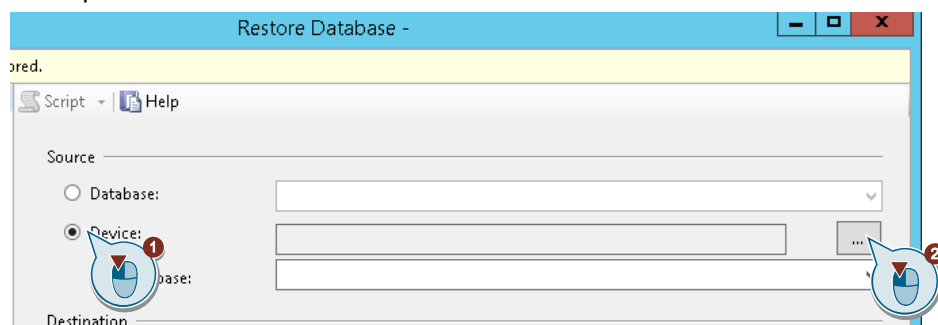 Restore Database -
ored.
Script Help
Source
Database:
Device:
1
...
2
base:
Destination